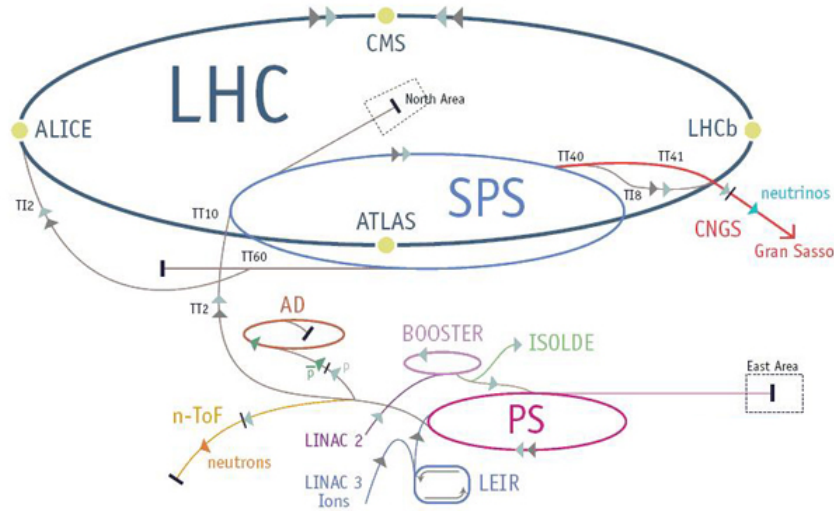 CMS
LHC
North Area
ALICE
LHCb
TT40
TT41
TI2
TT10
SPS
TI8
neutrinos
ATLAS
CNGS
Gran Sasso
TT60
TT2
AD
BOOSTER
ISOLDE
East Area
p̅
p
n-ToF
LINAC 2
PS
neutrons
LINAC 3
Ions
LEIR